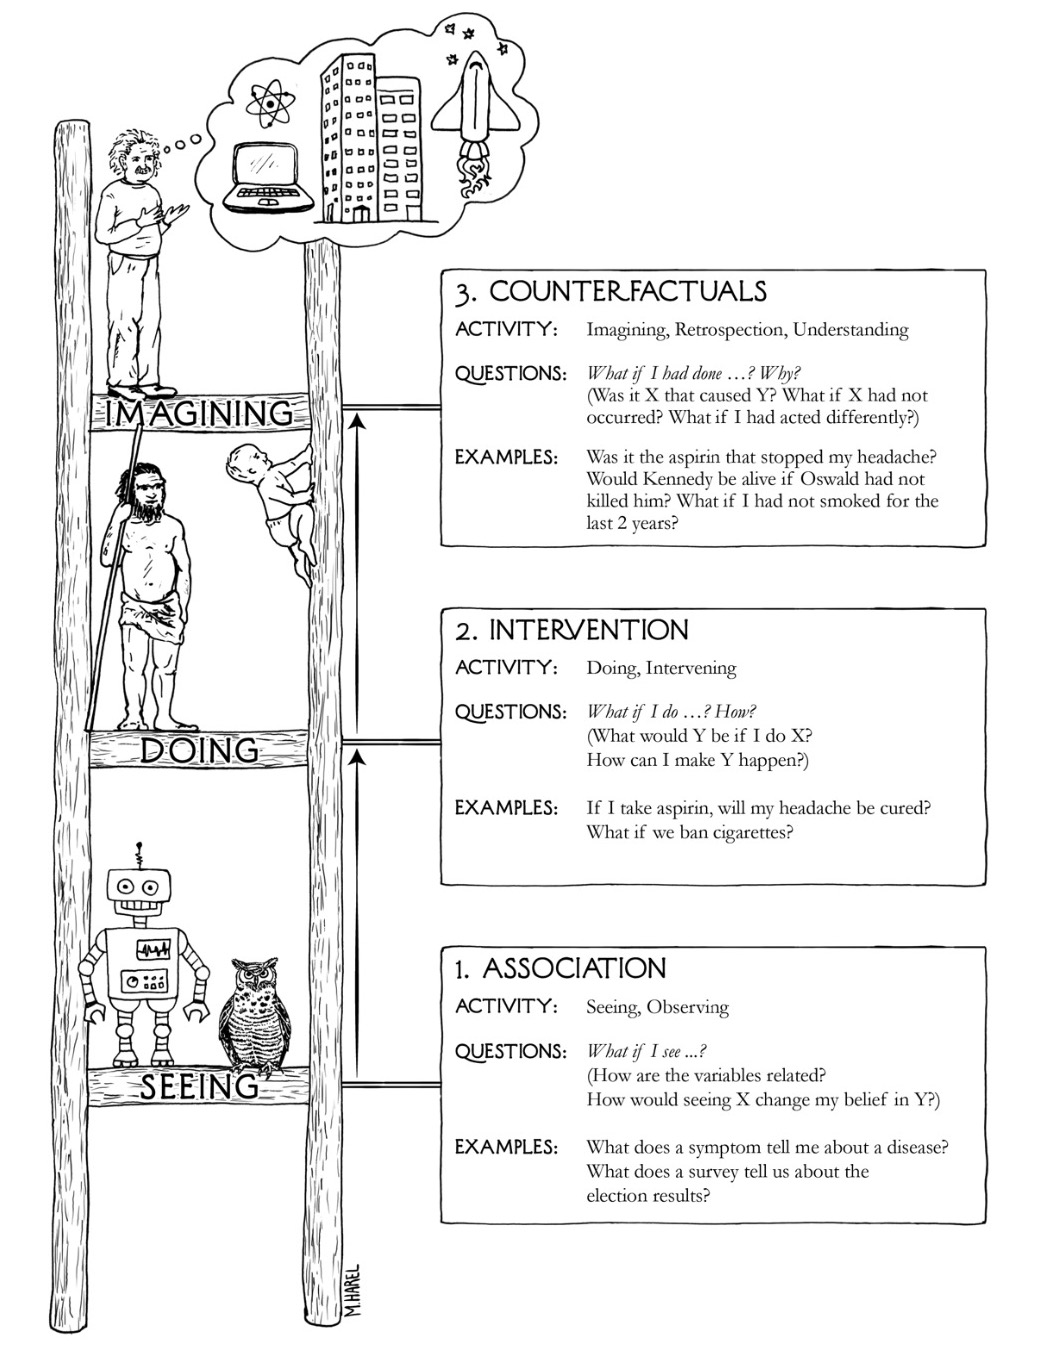 3. COUNTERFACTUALS
ACTIVITY: Imagining, Retrospection, Understanding
QUESTIONS: What if I had done …? Why?
(Was it X that caused Y? What if X had not
occurred? What if I had acted differently?)
EXAMPLES: Was it the aspirin that stopped my headache?
Would Kennedy be alive if Oswald had not
killed him? What if I had not smoked for the
last 2 years?
IMAGINING
2. INTERVENTION
ACTIVITY: Doing, Intervening
QUESTIONS: What if I do …? How?
(What would Y be if I do X?
How can I make Y happen?)
EXAMPLES: If I take aspirin, will my headache be cured?
What if we ban cigarettes?
DOING
1. ASSOCIATION
ACTIVITY: Seeing, Observing
QUESTIONS: What if I see ...?
(How are the variables related?
How would seeing X change my belief in Y?)
EXAMPLES: What does a symptom tell me about a disease?
What does a survey tell us about the
election results?
SEEING
M.HAREL